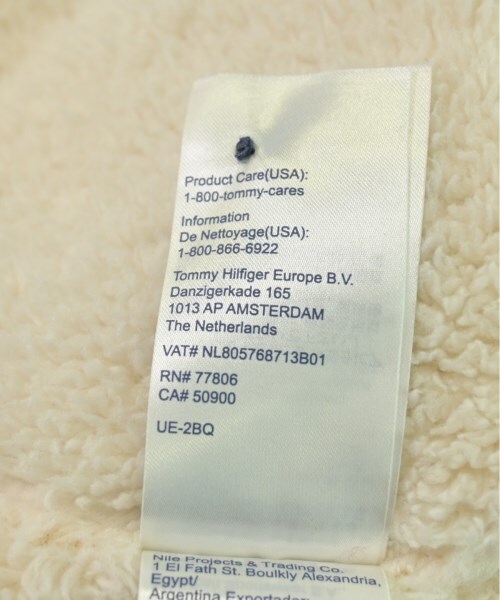 Product Care(USA):
1-800-tommy-cares
Information
De Nettoyage(USA):
1-800-866-6922
Tommy Hilfiger Europe B.V.
Danzigerkade 165
1013 AP AMSTERDAM
The Netherlands
VAT# NL805768713B01
RN# 77806
CA# 50900
UE-2BQ
Nile Projects & Trading Co.
1 El Fath St. Boulkly Alexandria,
Egypt/
Argentina Exportador: